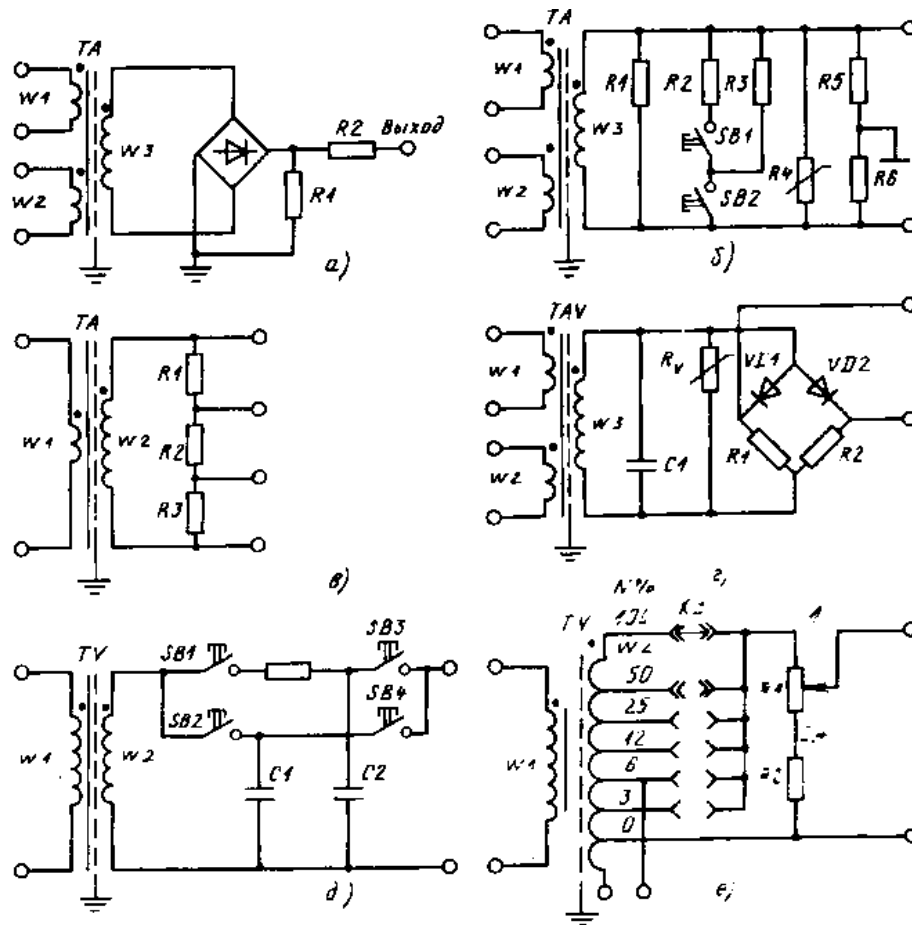 TA
W1
W2
W3
R2
Выход
R1
а)
TA
W1
W2
W3
R1
R2
R3
SB1
SB2
R4
R5
R6
б)
TA
W1
W2
R1
R2
R3
в)
TAV
W1
W2
W3
C1
Rv
VD2
R1
R2
г)
TV
W1
W2
SB1
SB2
SB3
SB4
C1
C2
д)
TV
W1
N%
W2
50
25
12
6
3
0
е)